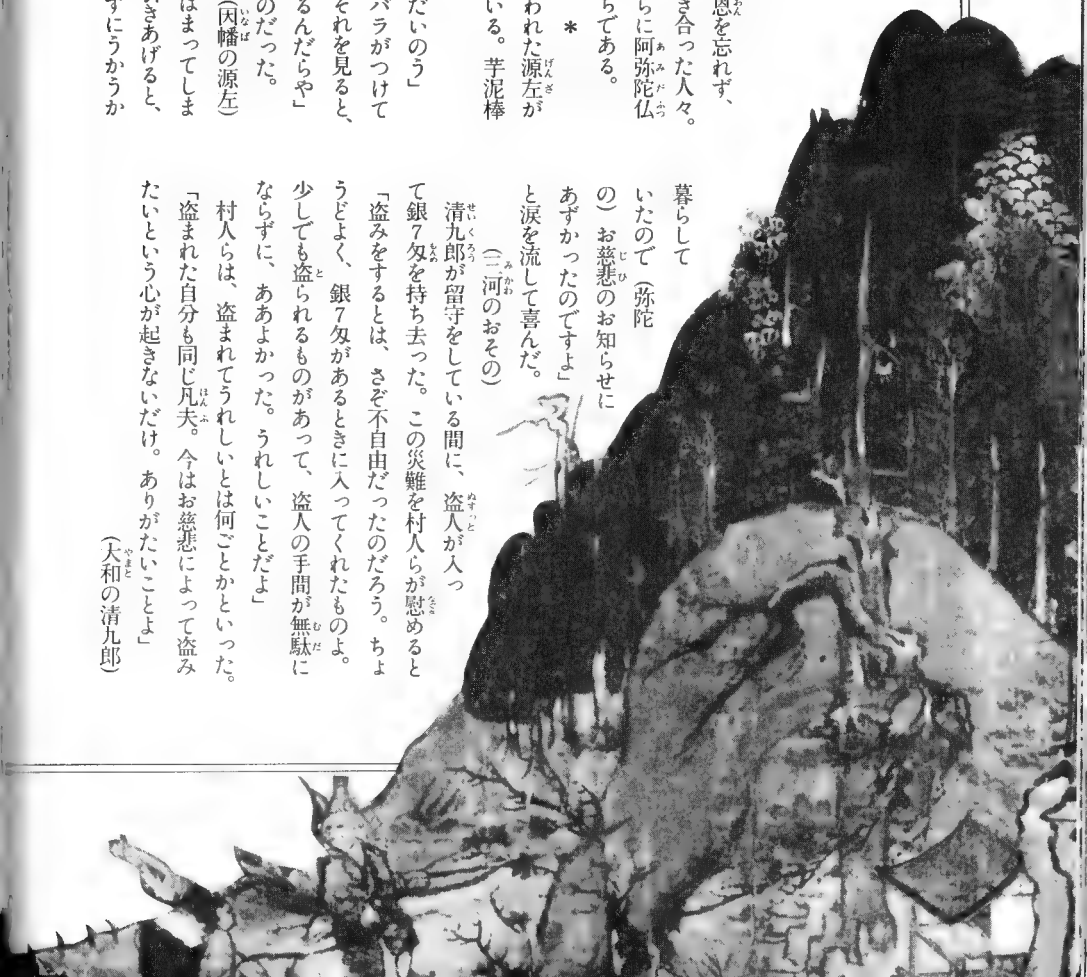 恩を忘れず、
き合った人々。
らに阿弥陀仏
らである。
＊
われた源左が
いる。芋泥棒
だいのう」
バラがつけて
それを見ると、
るんだらや」
のだった。
(因幡の源左)
はまってしま
きあげると、
ずにうかうか
暮らして
いたので(弥陀
の)お慈悲のお知らせに
あずかったのですよ」
と涙を流して喜んだ。
(三河のおその)
清九郎が留守をしている間に、盗人が入っ
て銀7匁を持ち去った。この災難を村人らが慰めると
「盗みをするとは、さぞ不自由だったのだろう。ちょ
うどよく、銀7匁があるときに入ってくれたものよ。
少しでも盗られるものがあって、盗人の手間が無駄に
ならずに、ああよかった。うれしいことだよ」
村人らは、盗まれてうれしいとは何ごとかといった。
「盗まれた自分も同じ凡夫。今はお慈悲によって盗み
たいという心が起きないだけ。ありがたいことよ」
(大和の清九郎)